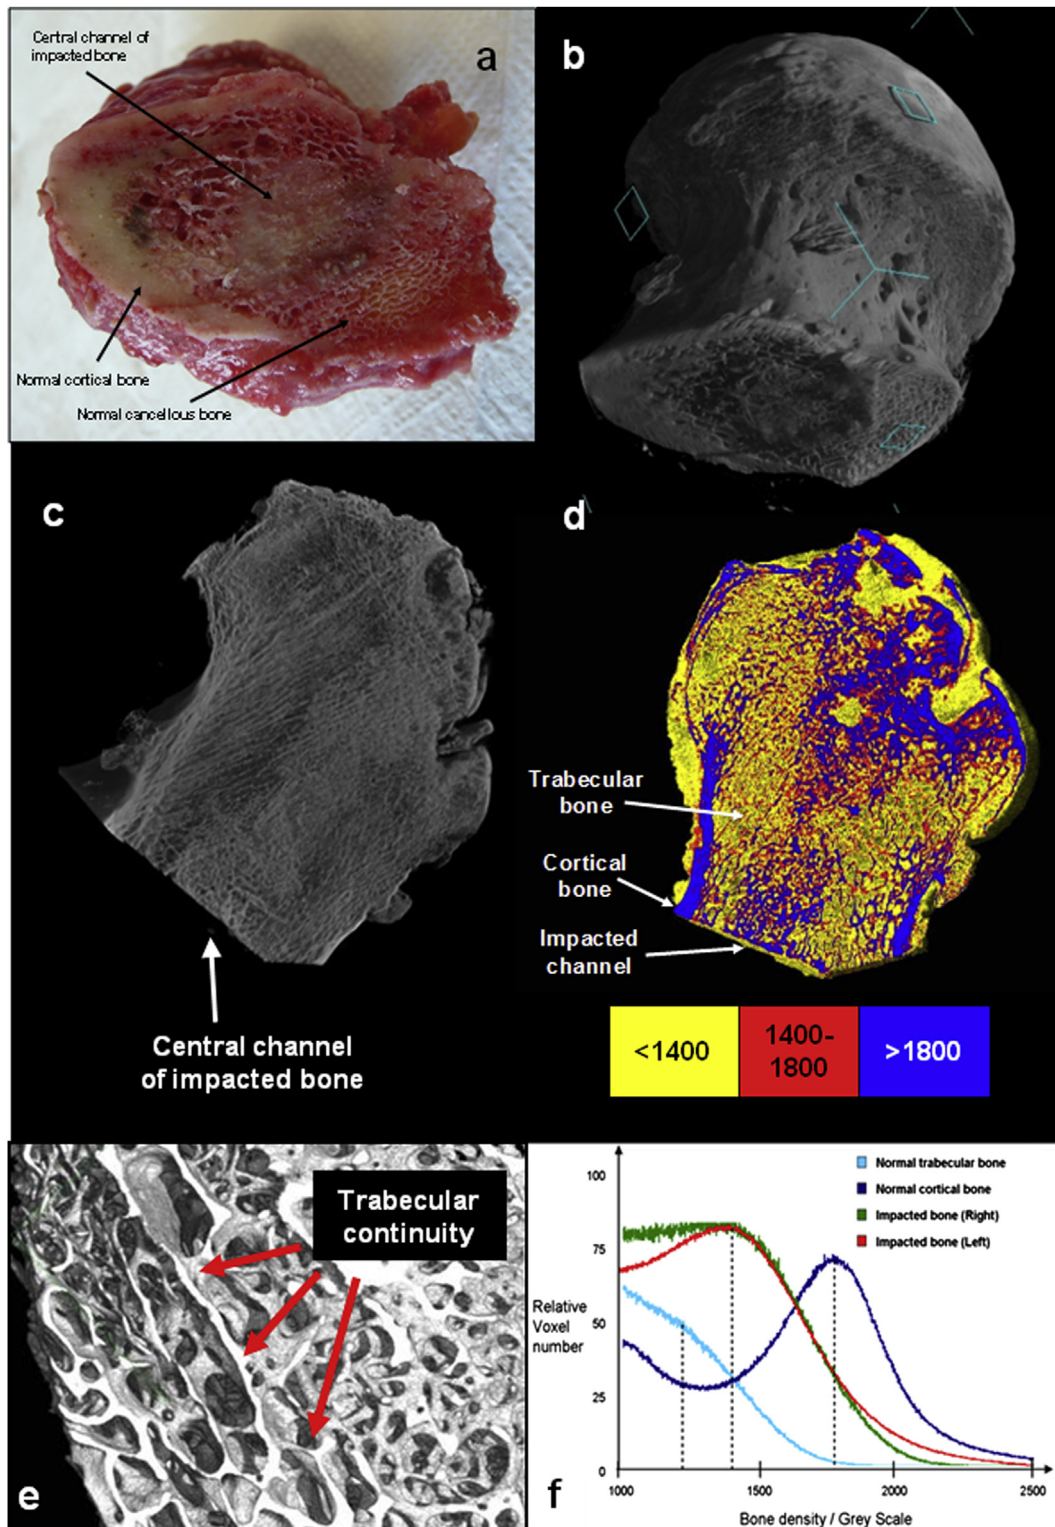 Certral channel of
impacted bone
a
Normal cortical bone
Normal cancellous bone
b
c
Central channel
of impacted bone
d
Trabecular
bone
Cortical
bone
Impacted
channel
<1400
1400-
1800
>1800
Trabecular
continuity
e
100
75
50
25
0
Relative
Voxel
number
Normal trabecular bone
Normal cortical bone
Impacted bone (Right)
Impacted bone (Left)
f
1000
1500
2000
2500
Bone density / Grey Scale